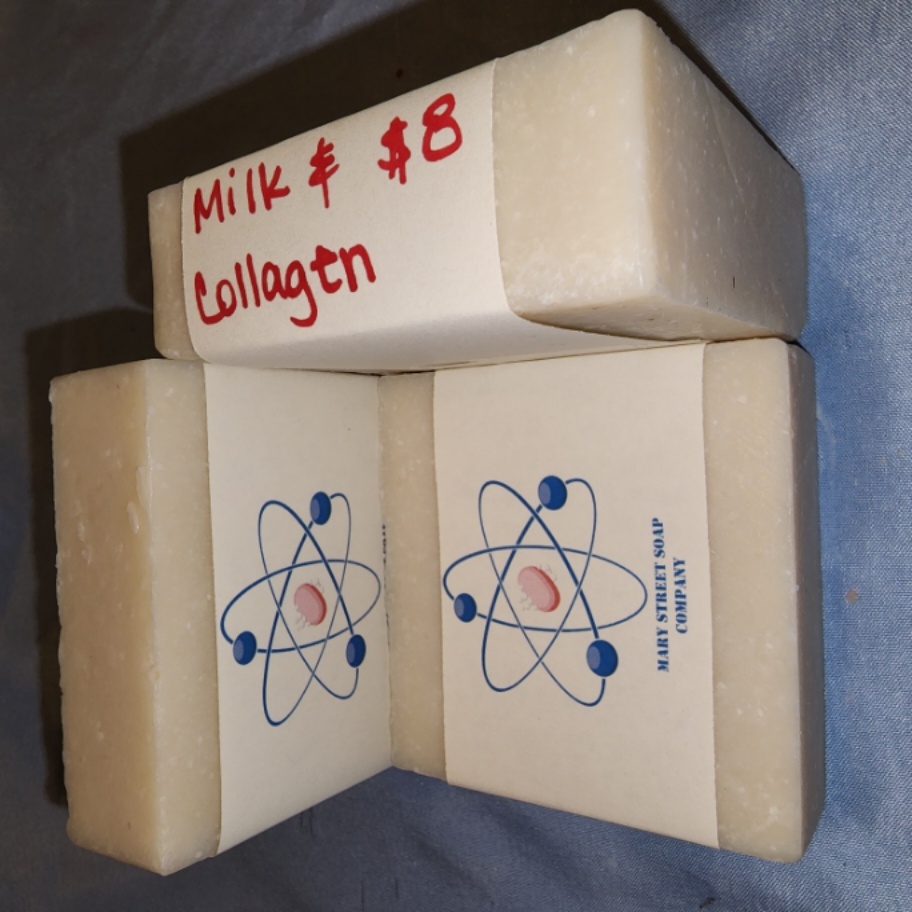 Milk & $8
Collagen
MARY STREET SOAP
COMPANY